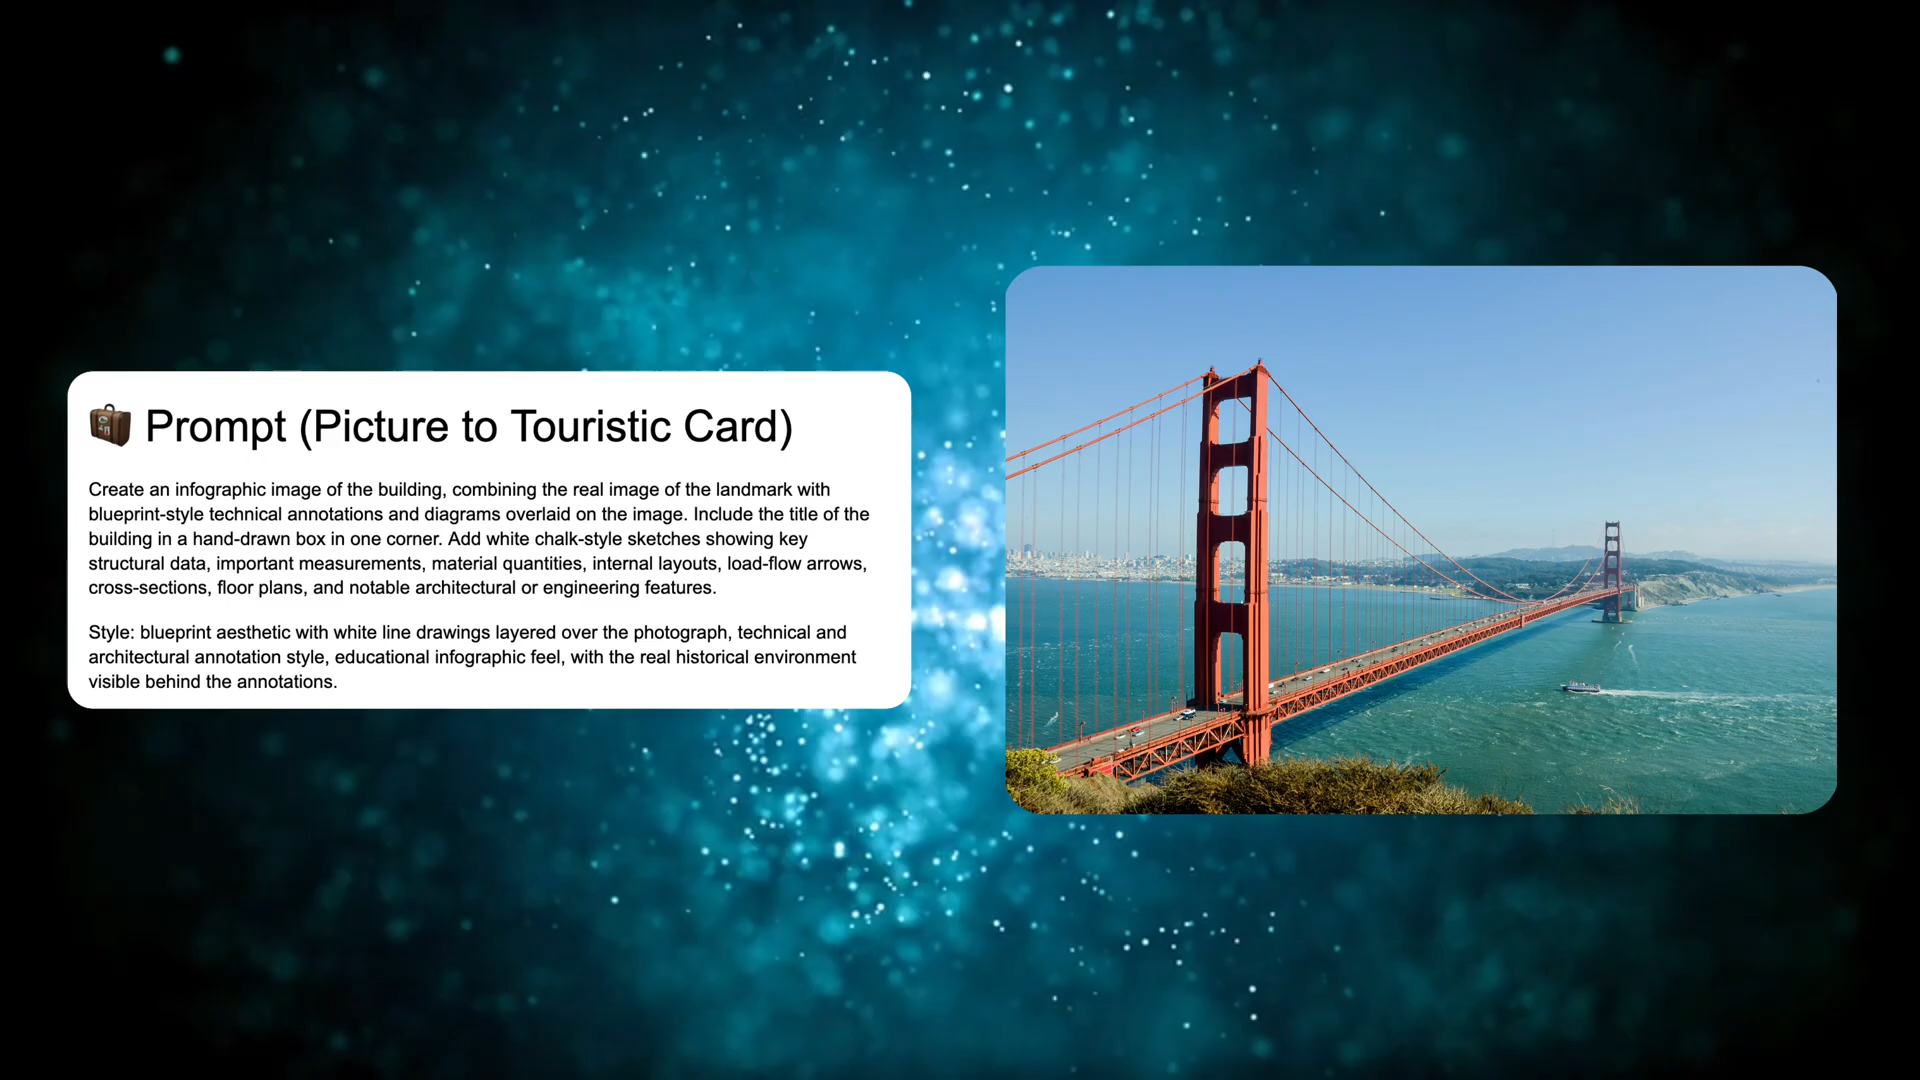 Prompt (Picture to Touristic Card)
Create an infographic image of the building, combining the real image of the landmark with
blueprint-style technical annotations and diagrams overlaid on the image. Include the title of the
building in a hand-drawn box in one corner. Add white chalk-style sketches showing key
structural data, important measurements, material quantities, internal layouts, load-flow arrows,
cross-sections, floor plans, and notable architectural or engineering features.
Style: blueprint aesthetic with white line drawings layered over the photograph, technical and
architectural annotation style, educational infographic feel, with the real historical environment
visible behind the annotations.